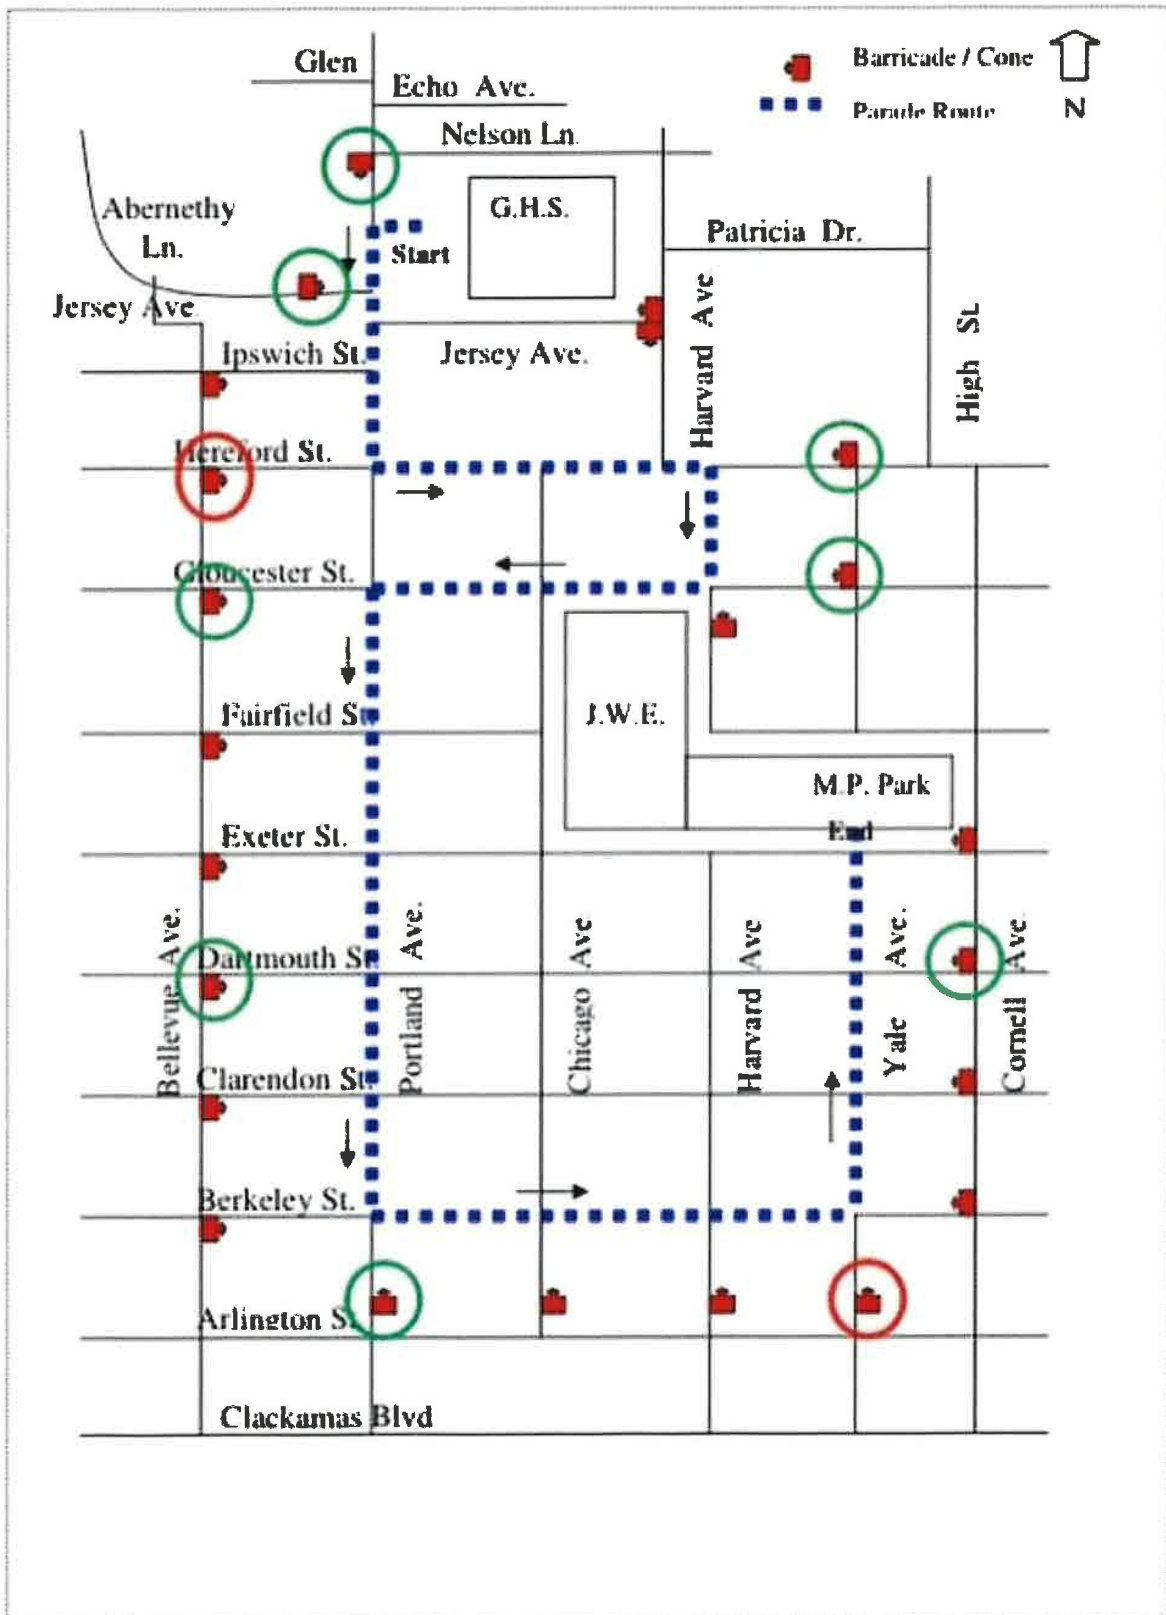 Glen
Echo Ave.
Nelson Ln.
Barricade / Cone
Parade Route
N
Abernethy
Ln.
G.H.S.
Start
Patricia Dr.
Jersey Ave.
Ipswich St.
Jersey Ave.
Harvard Ave
High St.
Hereford St.
Gloucester St.
Fairfield St
J.W.E.
M.P. Park
End
Exeter St.
Dartmouth St
Bellevue Ave.
Portland Ave.
Chicago Ave
Harvard Ave
Yale Ave.
Cornell Ave
Clarendon St.
Berkeley St.
Arlington St
Clackamas Blvd